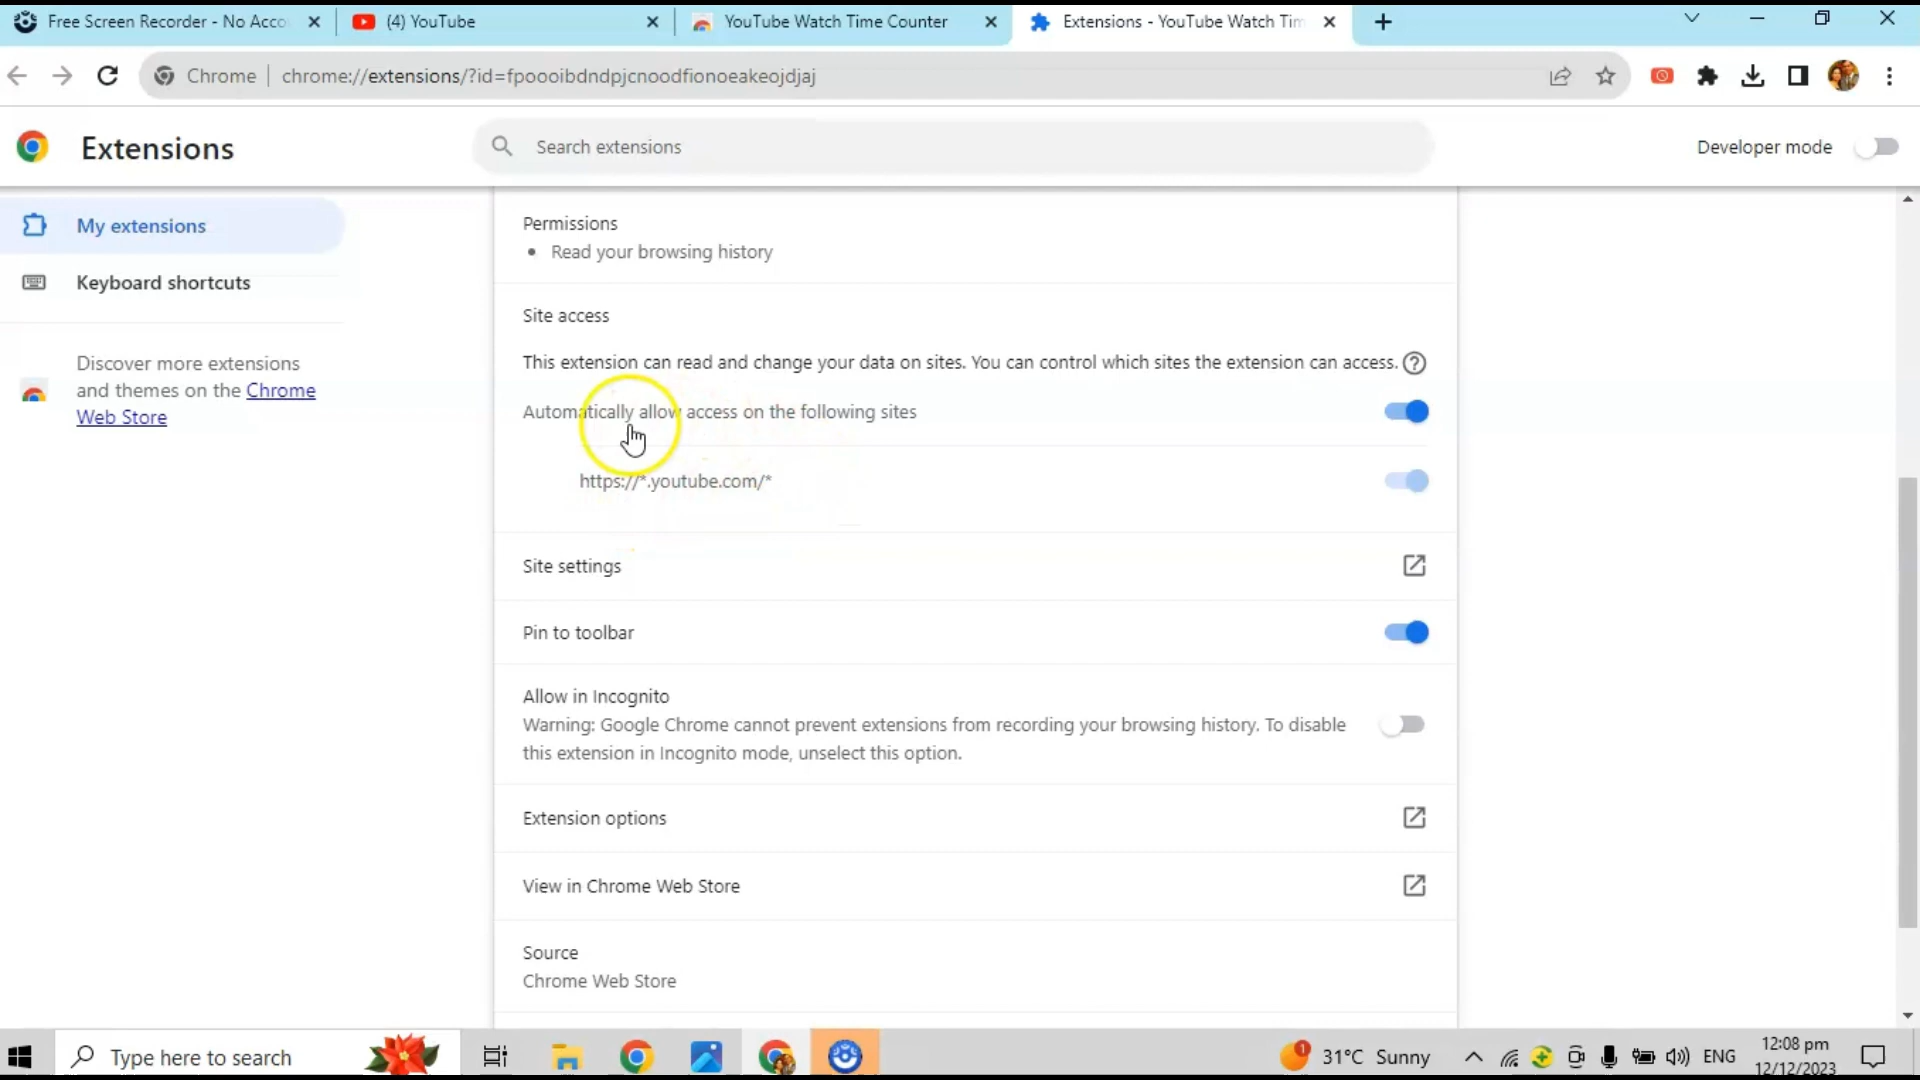 Free Screen Recorder - No Acco
(4) YouTube
YouTube Watch Time Counter
Extensions - YouTube Watch Tim
Chrome
chrome://extensions/?id=fpoooibdndpjcnoodfionoeakeojdjaj
Extensions
Search extensions
Developer mode
My extensions
Keyboard shortcuts
Discover more extensions
and themes on the Chrome
Web Store
Permissions
• Read your browsing history
Site access
This extension can read and change your data on sites. You can control which sites the extension can access.
Automatically allow access on the following sites
https://*.youtube.com/*
Site settings
Pin to toolbar
Allow in Incognito
Warning: Google Chrome cannot prevent extensions from recording your browsing history. To disable
this extension in Incognito mode, unselect this option.
Extension options
View in Chrome Web Store
Source
Chrome Web Store
Type here to search
1
31°C Sunny
ENG
12:08 pm
12/12/2023